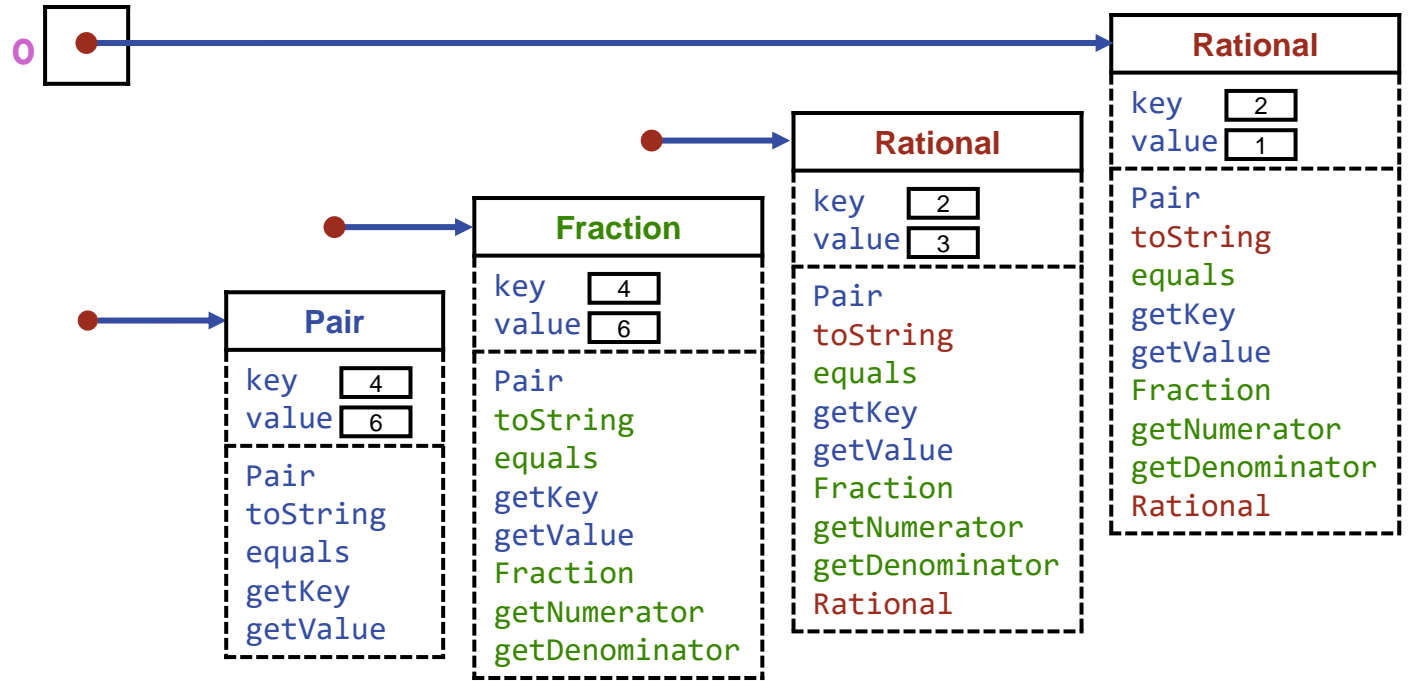 o
Pair
key 4
value 6
Pair
toString
equals
getKey
getValue
Fraction
key 4
value 6
Pair
toString
equals
getKey
getValue
Fraction
getNumerator
getDenominator
Rational
key 2
value 3
Pair
toString
equals
getKey
getValue
Fraction
getNumerator
getDenominator
Rational
Rational
key 2
value 1
Pair
toString
equals
getKey
getValue
Fraction
getNumerator
getDenominator
Rational